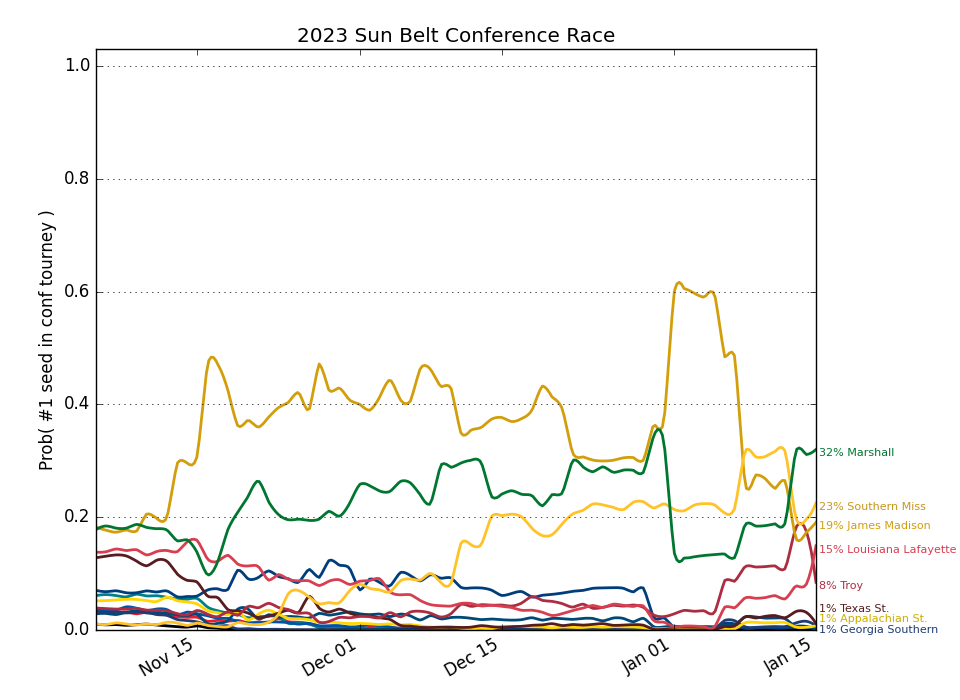 2023 Sun Belt Conference Race
Prob( #1 seed in conf tourney )
1.0
0.8
0.6
0.4
0.2
0.0
Nov 15
Dec 01
Dec 15
Jan 01
Jan 15
32% Marshall
23% Southern Miss
19% James Madison
15% Louisiana Lafayette
8% Troy
1% Texas St.
1% Appalachian St.
1% Georgia Southern